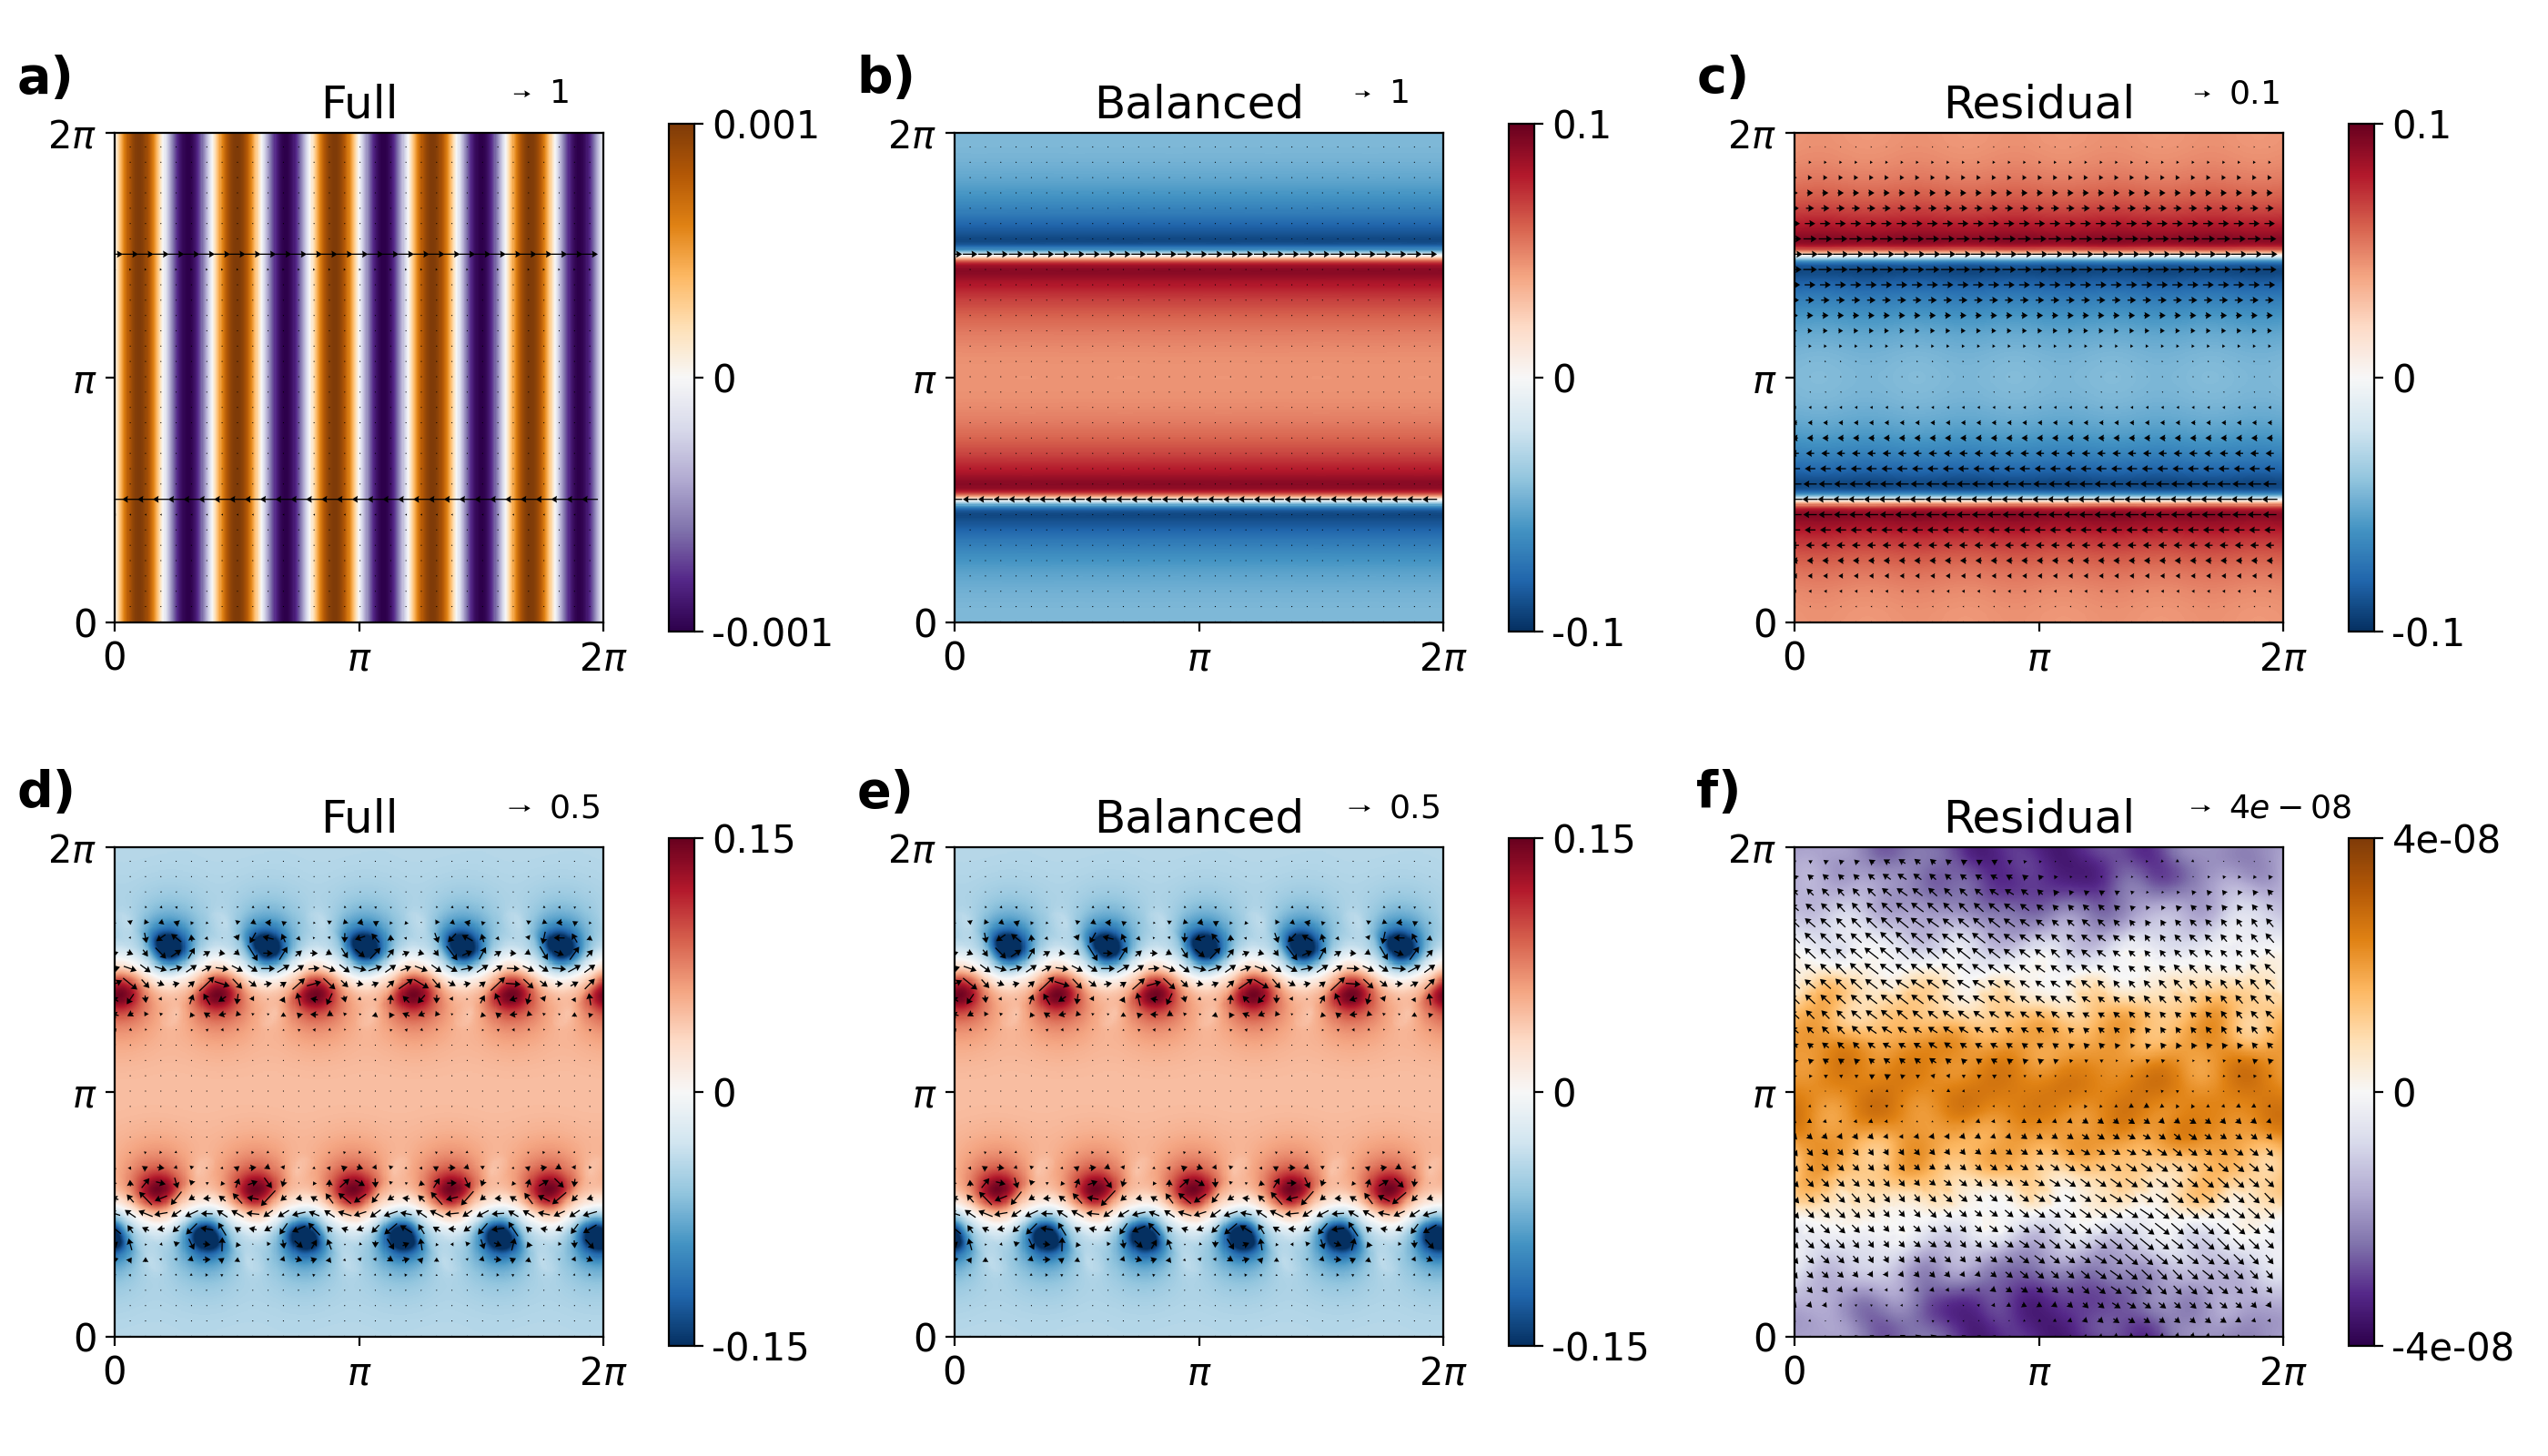 a)
Full
→ 1
2π
π
0
0
π
2π
0.001
0
-0.001
b)
Balanced
→ 1
2π
π
0
0
π
2π
0.1
0
-0.1
c)
Residual
→ 0.1
2π
π
0
0
π
2π
0.1
0
-0.1
d)
Full
→ 0.5
2π
π
0
0
π
2π
0.15
0
-0.15
e)
Balanced
→ 0.5
2π
π
0
0
π
2π
0.15
0
-0.15
f)
Residual
→ 4e − 08
2π
π
0
0
π
2π
4e-08
0
-4e-08